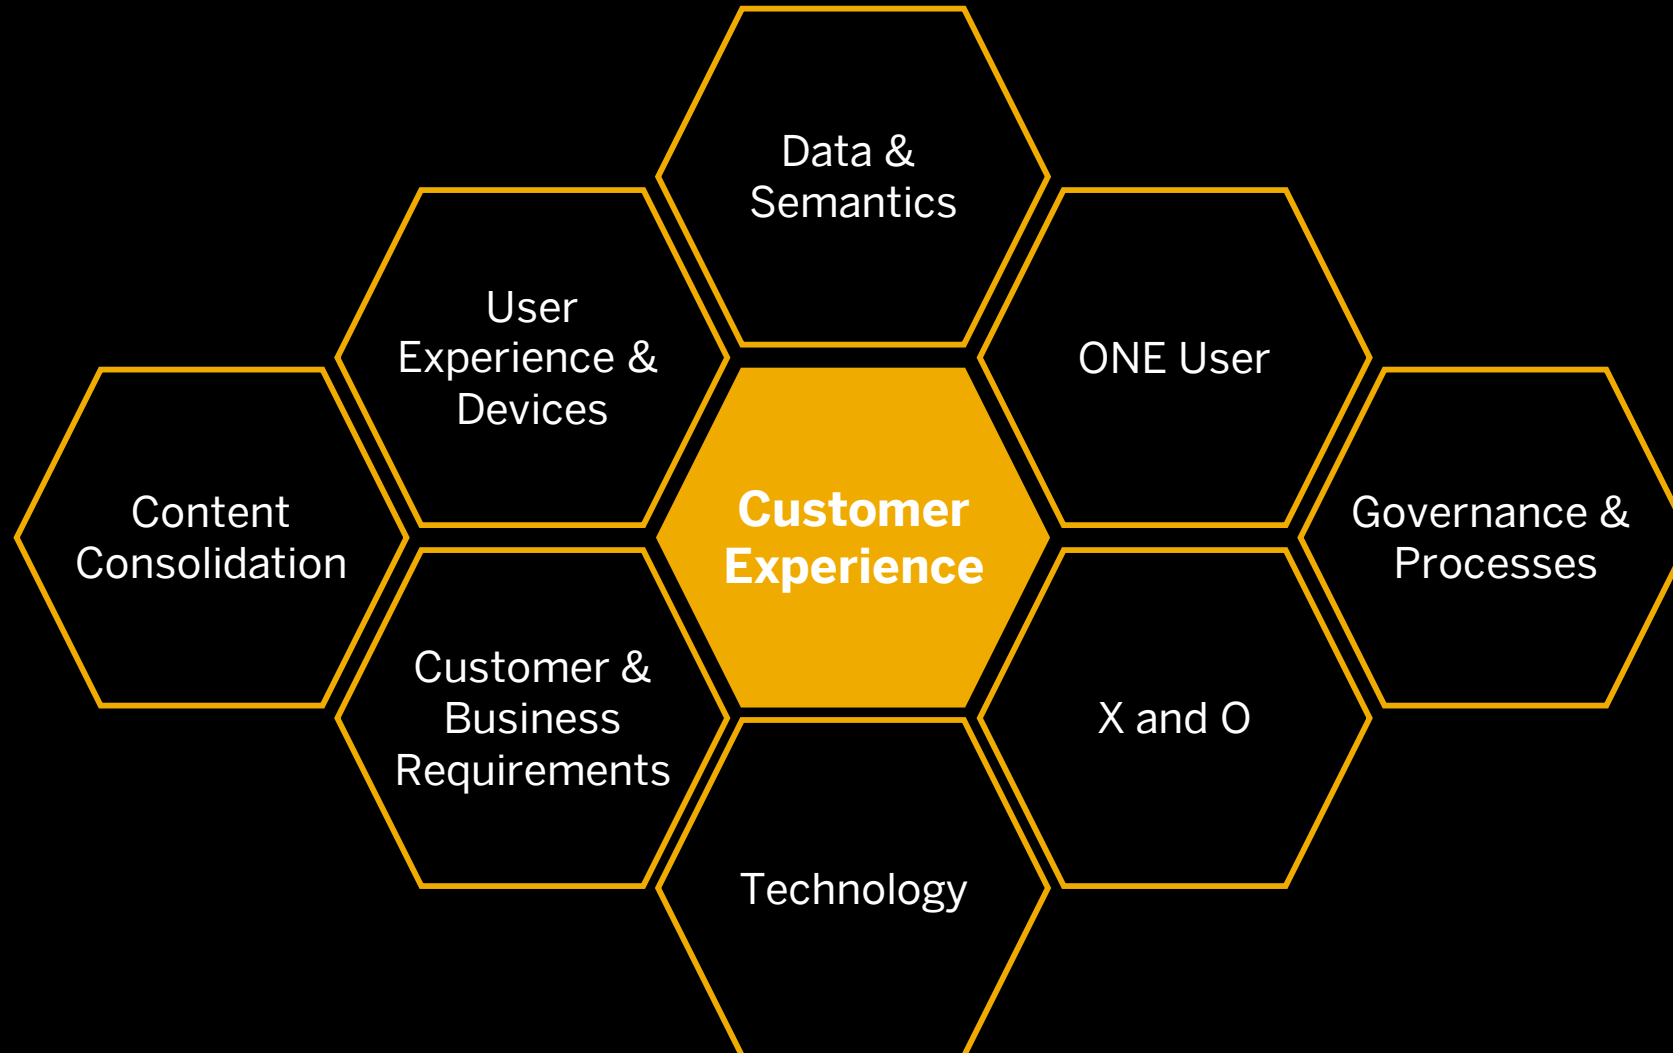 Data &
Semantics
User
Experience &
Devices
ONE User
Content
Consolidation
Customer
Experience
Governance &
Processes
Customer &
Business
Requirements
X and O
Technology